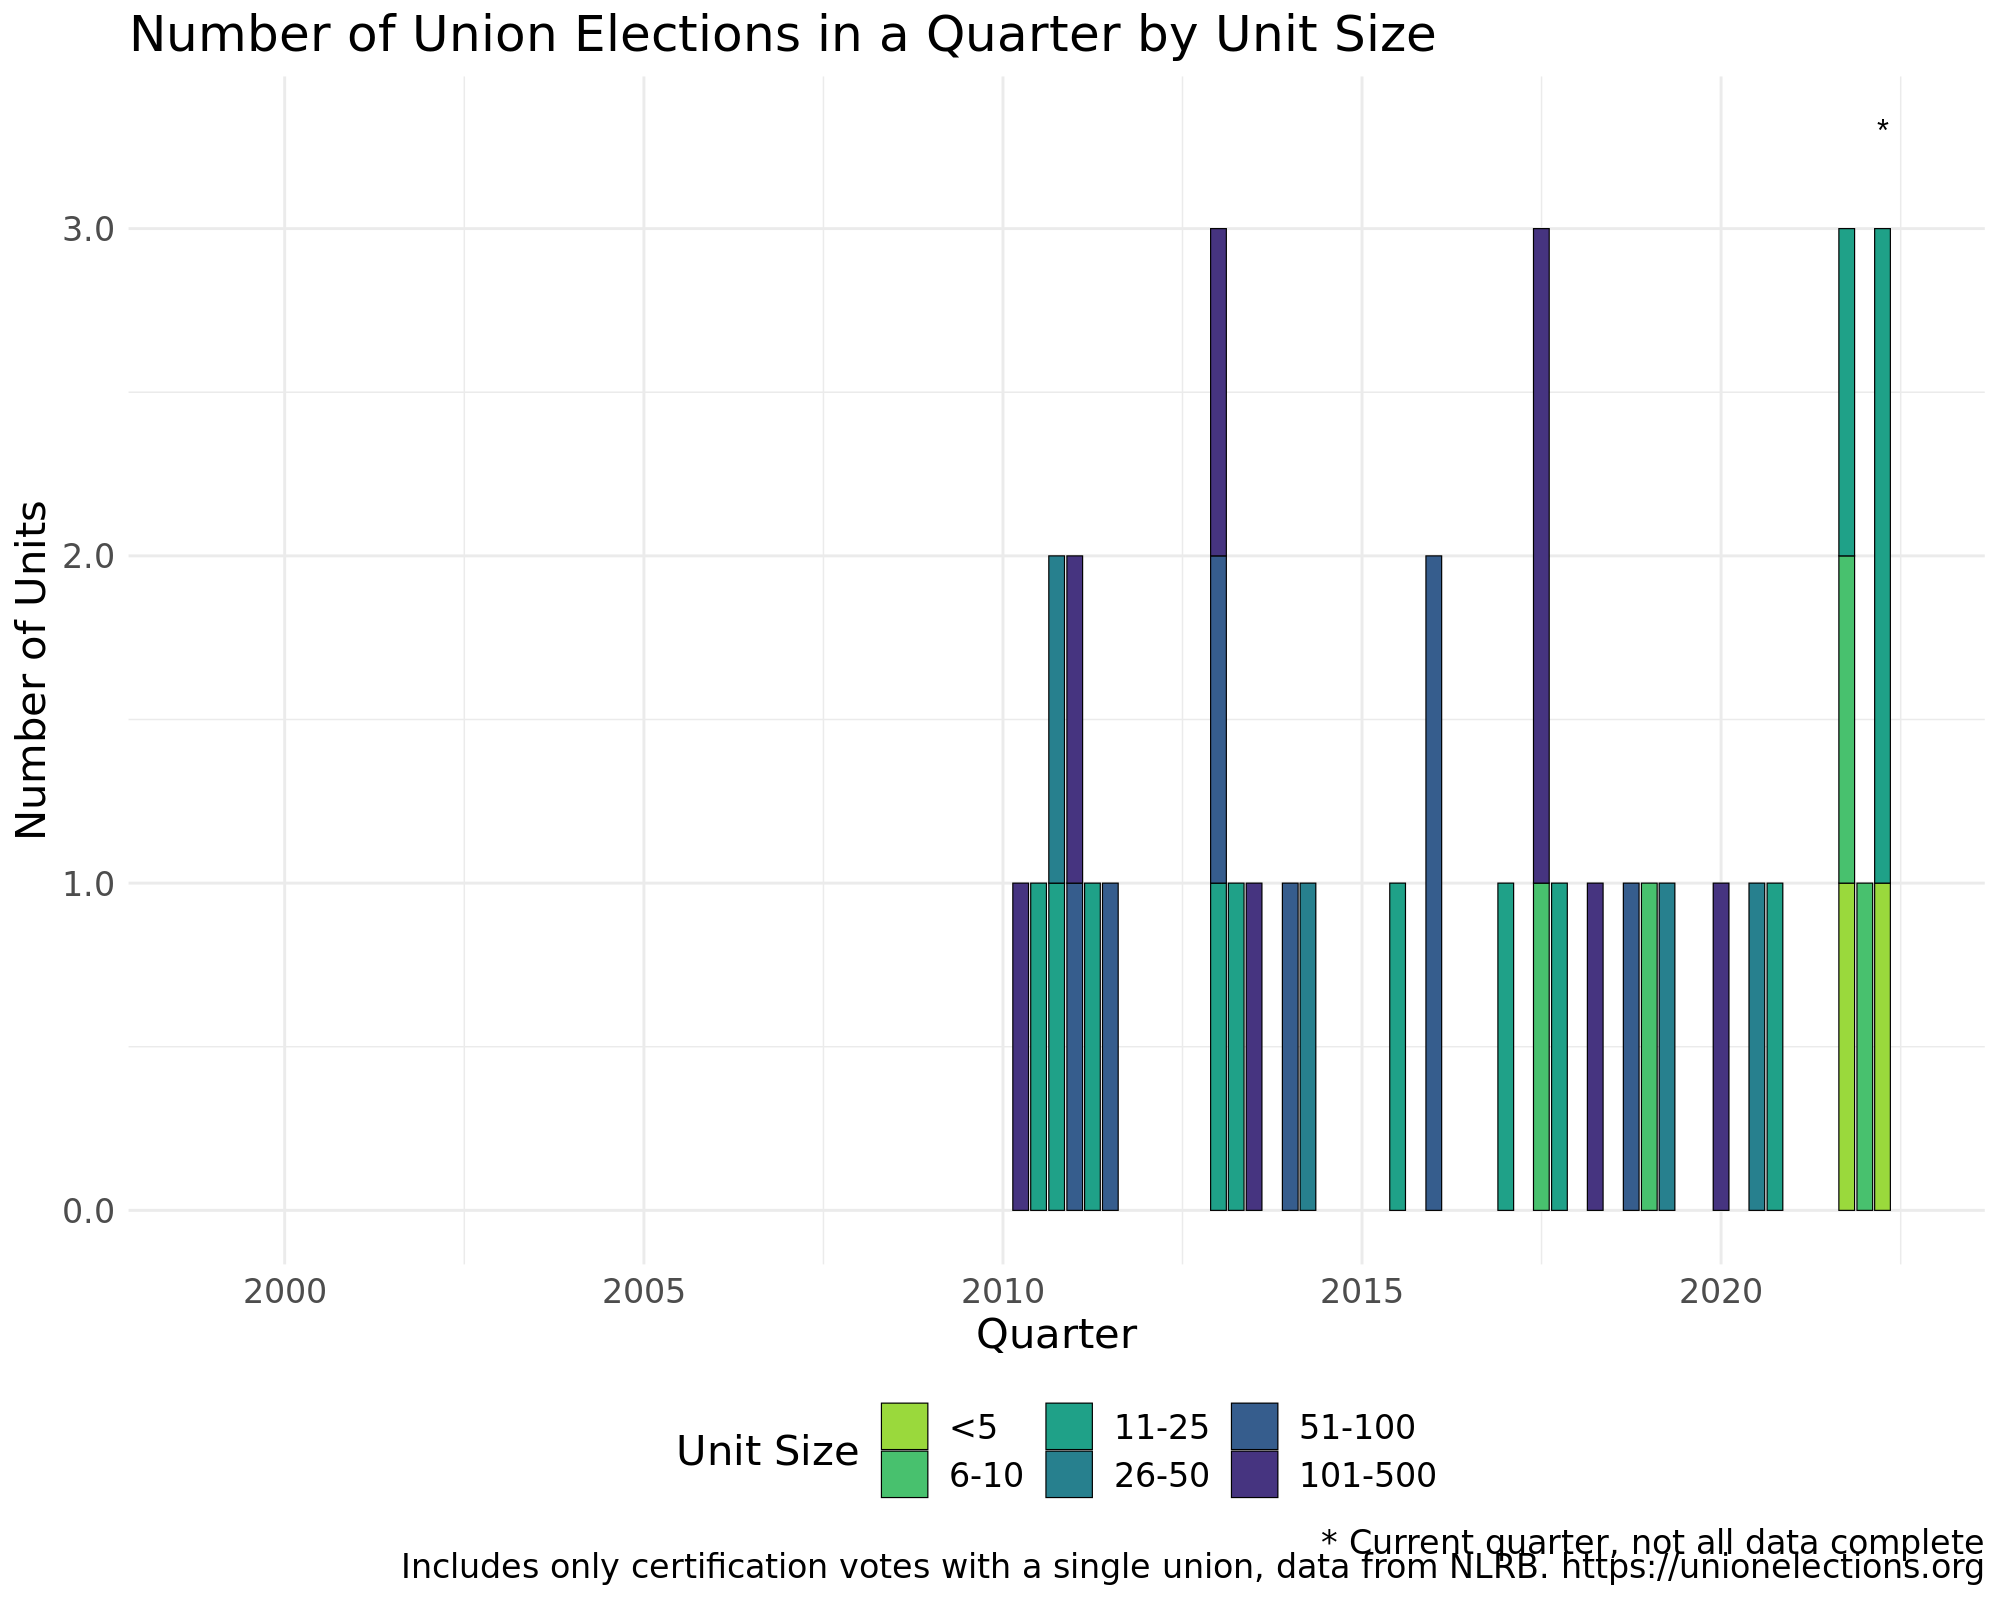 Number of Union Elections in a Quarter by Unit Size
*
3.0
2.0
1.0
0.0
Number of Units
2000 2005 2010 2015 2020
Quarter
Unit Size
<5 11-25 51-100
6-10 26-50 101-500
* Current quarter, not all data complete
Includes only certification votes with a single union, data from NLRB. https://unionelections.org